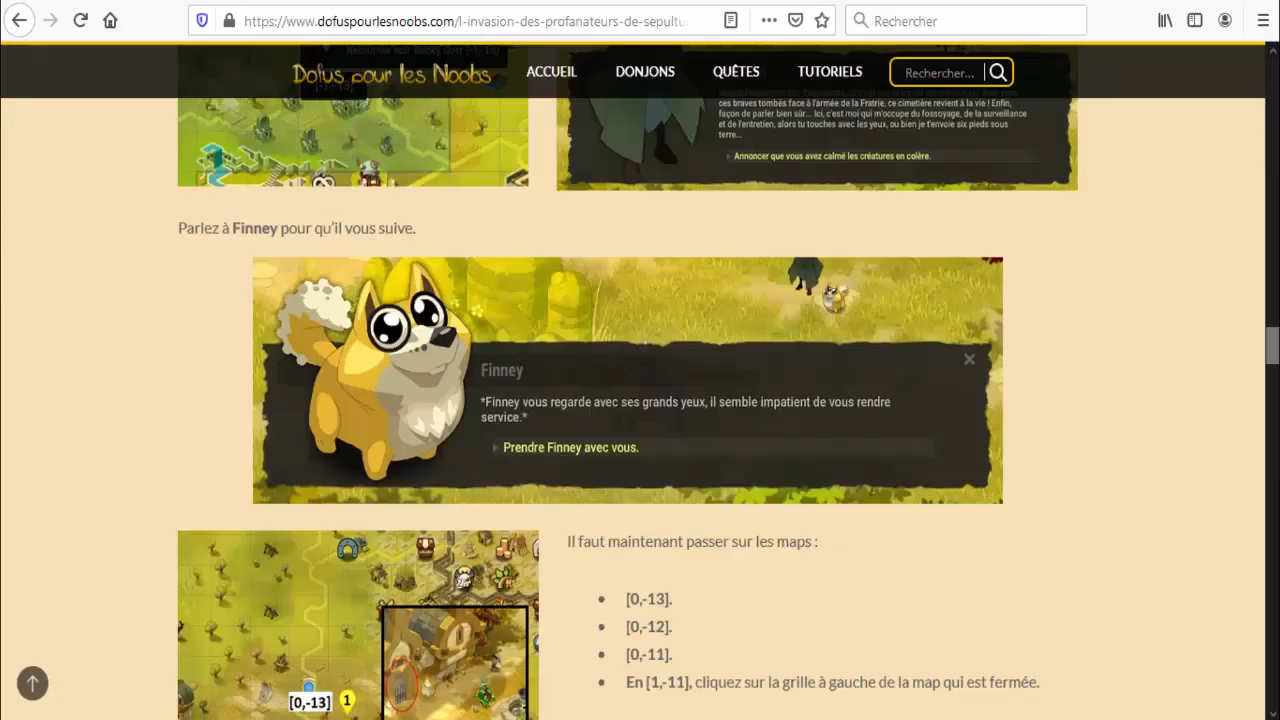 https://www.dofuspourlesnoobs.com/l-invasion-des-profanateurs-de-sepultu
Rechercher
Dofus pour les Noobs
ACCUEIL
DONJONS
QUÊTES
TUTORIELS
Rechercher...
ces braves tombés face à l'armée de la Fratrie, ce cimetière revient à la vie ! Enfin,
façon de parler bien sûr... Ici, c'est moi qui m'occupe du fossoyage, de la surveillance
et de l'entretien, alors tu touches avec les yeux, ou bien je t'envoie six pieds sous
terre...
Annoncer que vous avez calmé les créatures en colère.
Parlez à Finney pour qu'il vous suive.
Finney
*Finney vous regarde avec ses grands yeux, il semble impatient de vous rendre
service.*
Prendre Finney avec vous.
Il faut maintenant passer sur les maps :
• [0,-13].
• [0,-12].
• [0,-11].
• En [1,-11], cliquez sur la grille à gauche de la map qui est fermée.
[0,-13] 1